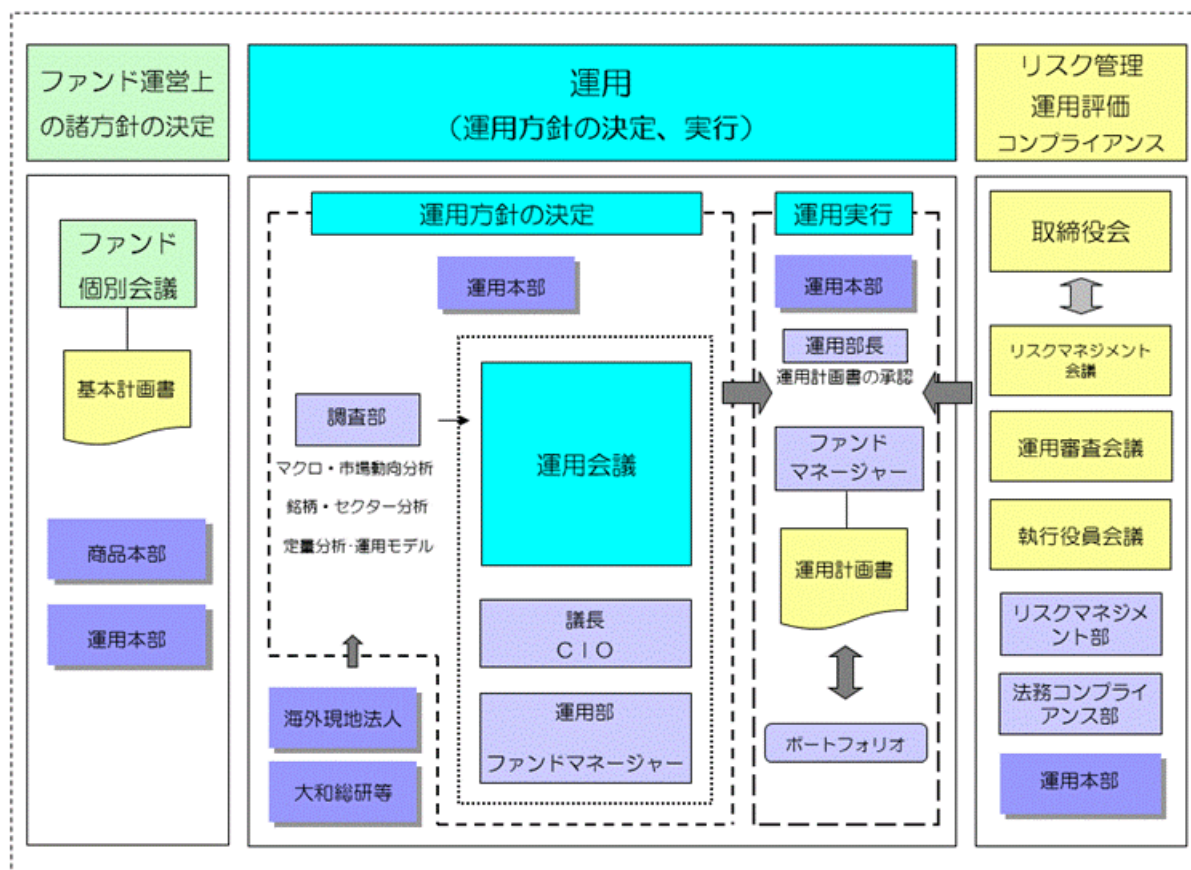 ファンド運営上
の諸方針の決定
運用
（運用方針の決定、実行）
リスク管理
運用評価
コンプライアンス
ファンド
個別会議
基本計画書
商品本部
運用本部
運用方針の決定
運用本部
調査部
マクロ・市場動向分析
銘柄・セクター分析
定量分析･運用モデル
海外現地法人
大和総研等
運用会議
議長
ＣＩＯ
運用部
ファンドマネージャー
運用実行
運用本部
運用部長
運用計画書の承認
ファンド
マネージャー
運用計画書
ポートフォリオ
取締役会
リスクマネジメント
会議
運用審査会議
執行役員会議
リスクマネジメ
ント部
法務コンプライ
アンス部
運用本部